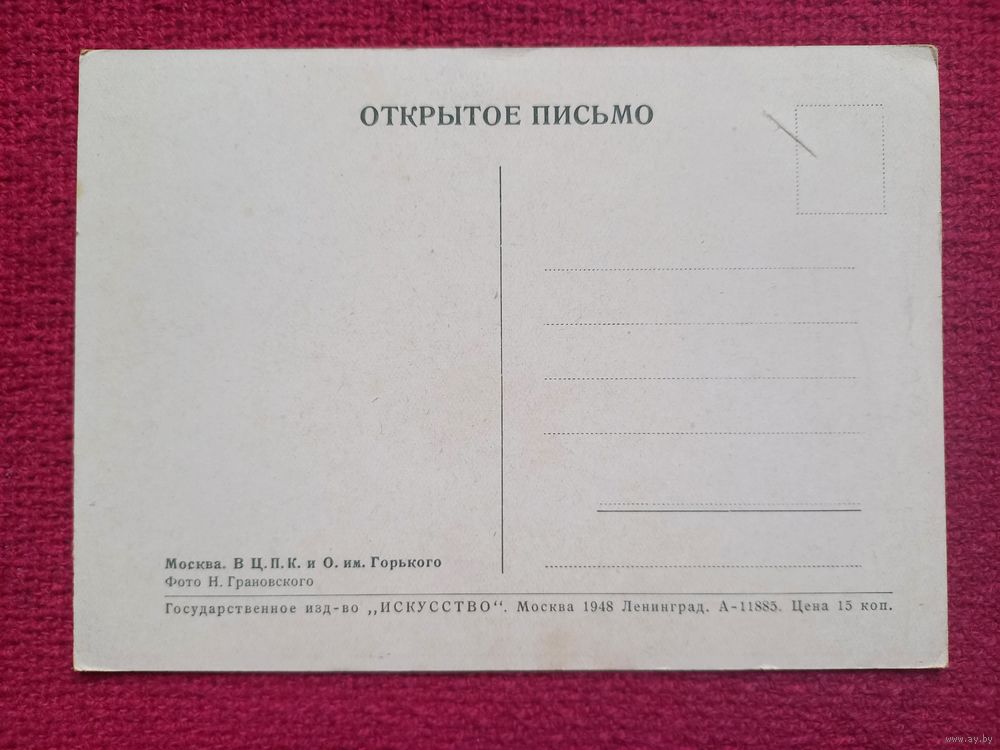 ОТКРЫТОЕ ПИСЬМО
Москва. В Ц.П.К. и О. им. Горького
Фото Н. Грановского
Государственное изд-во „ИСКУССТВО“. Москва 1948 Ленинград. А-11885. Цена 15 коп.
www.ay.by